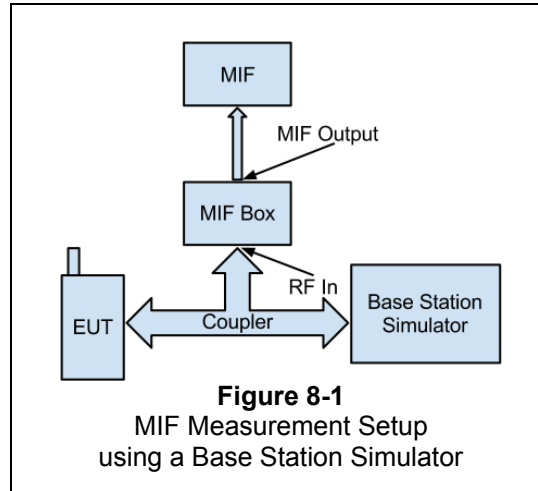 MIF
MIF Output
MIF Box
RF In
EUT
Coupler
Base Station
Simulator
Figure 8-1
MIF Measurement Setup
using a Base Station Simulator